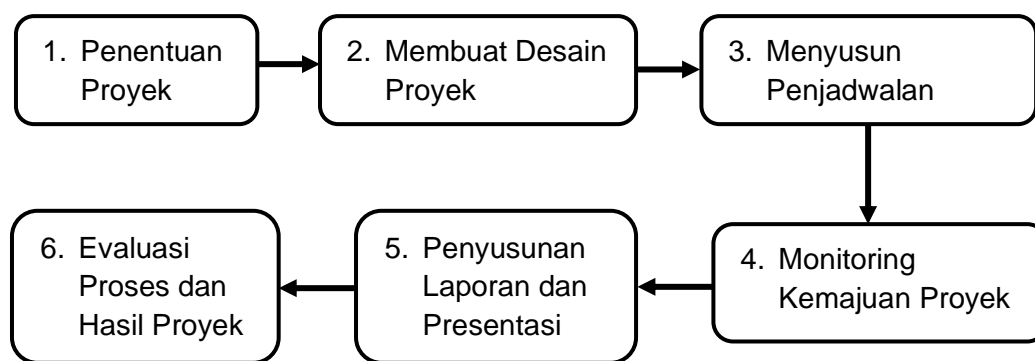 1. Penentuan
Proyek
2. Membuat Desain
Proyek
3. Menyusun
Penjadwalan
4. Monitoring
Kemajuan Proyek
5. Penyusunan
Laporan dan
Presentasi
6. Evaluasi
Proses dan
Hasil Proyek